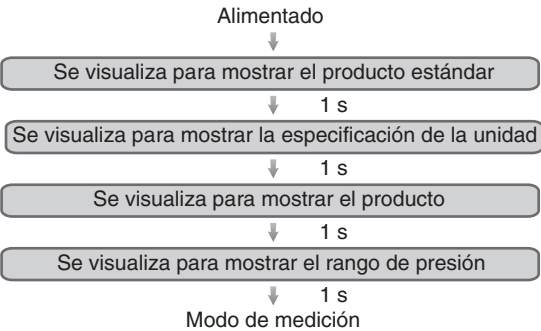 Alimentado
Se visualiza para mostrar el producto estándar
1 s
Se visualiza para mostrar la especificación de la unidad
1 s
Se visualiza para mostrar el producto
1 s
Se visualiza para mostrar el rango de presión
1 s
Modo de medición